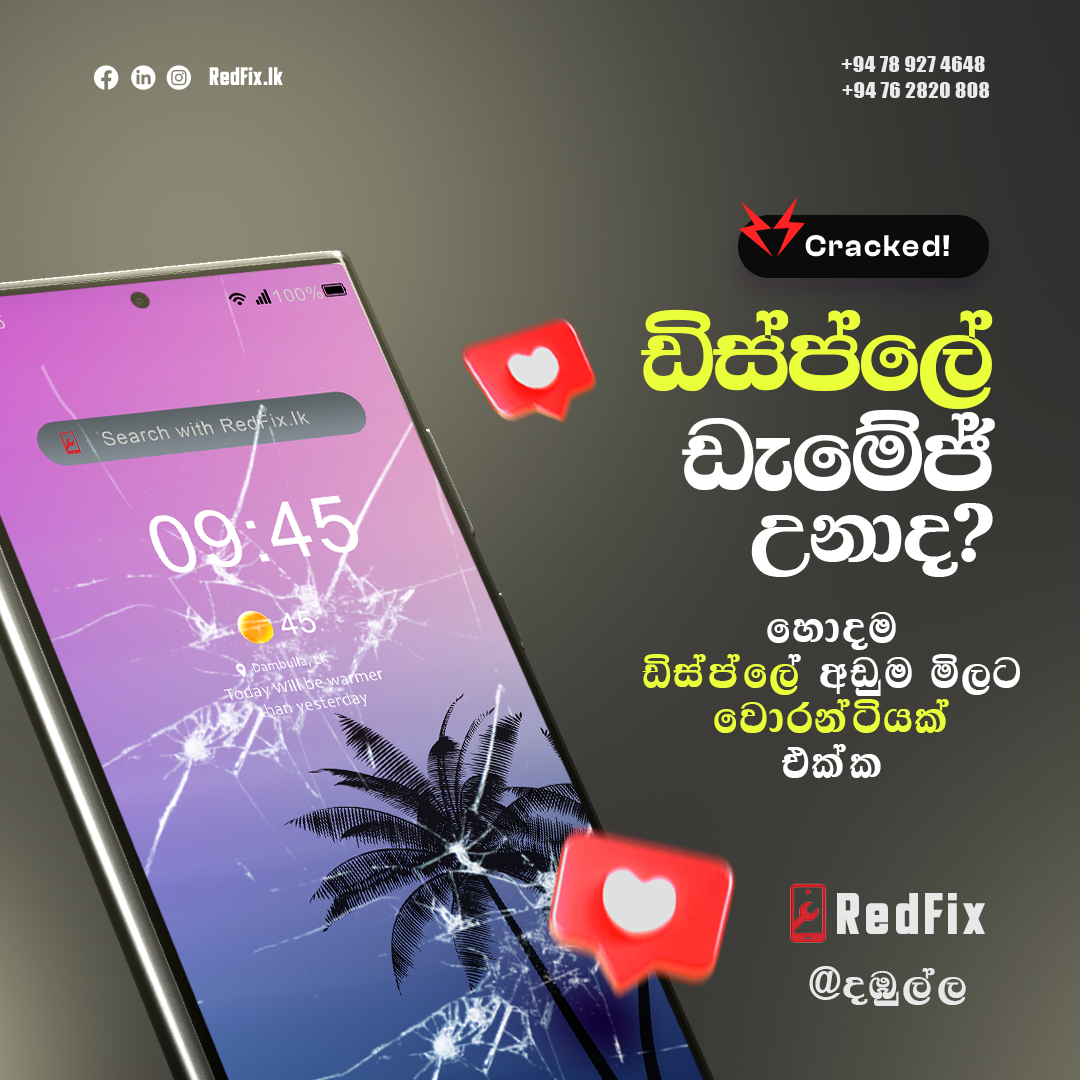 RedFix.lk
+94 78 927 4648
+94 76 2820 808
Cracked!
ඩිස්ප්ලේ
ඩැමේජ්
උනාද?
හොදම
ඩිස්ප්ලේ අඩුම මිලට
වොරන්ටියක්
එක්ක
RedFix
@දඹුල්ල
100%
Search with RedFix.lk
09:45
45
Dambulla, LK
Today Will be warmer
than yesterday